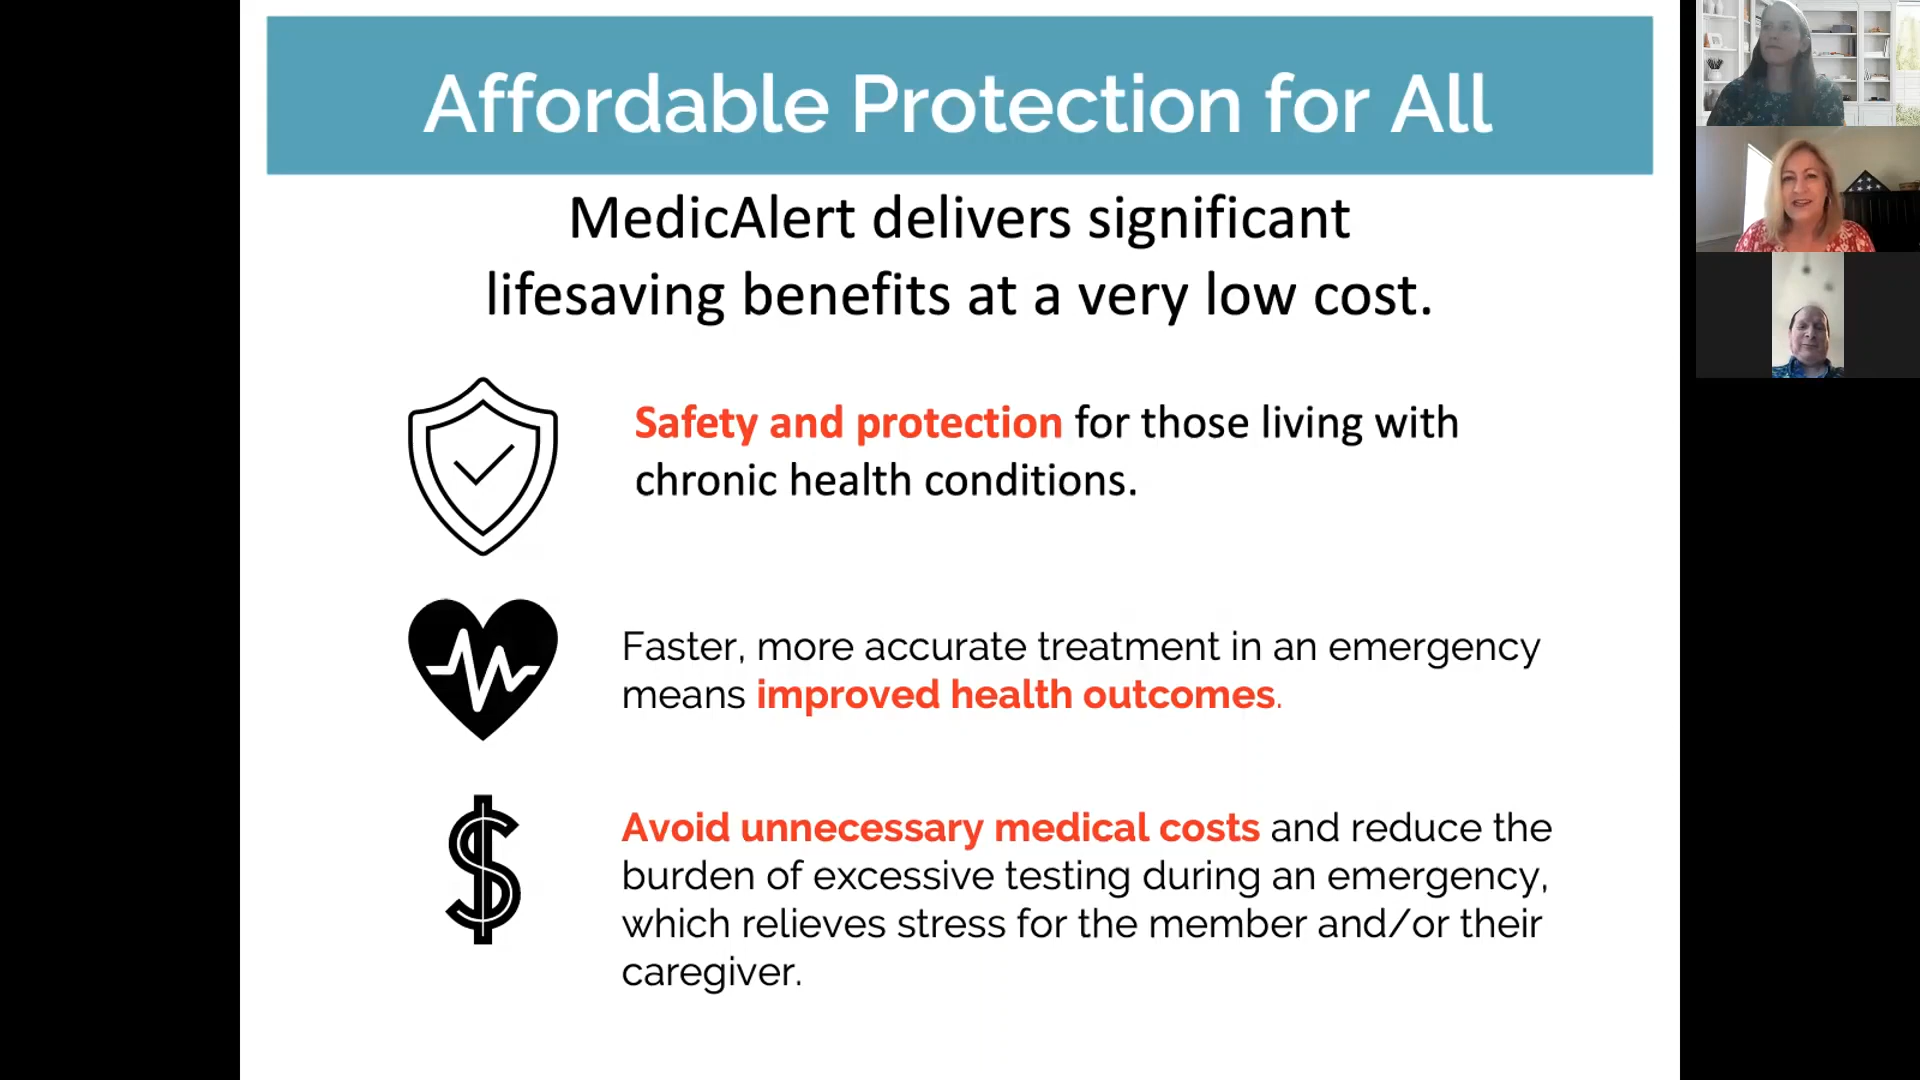 Affordable Protection for All
MedicAlert delivers significant
lifesaving benefits at a very low cost.
Safety and protection for those living with
chronic health conditions.
Faster, more accurate treatment in an emergency
means improved health outcomes.
Avoid unnecessary medical costs and reduce the
burden of excessive testing during an emergency,
which relieves stress for the member and/or their
caregiver.